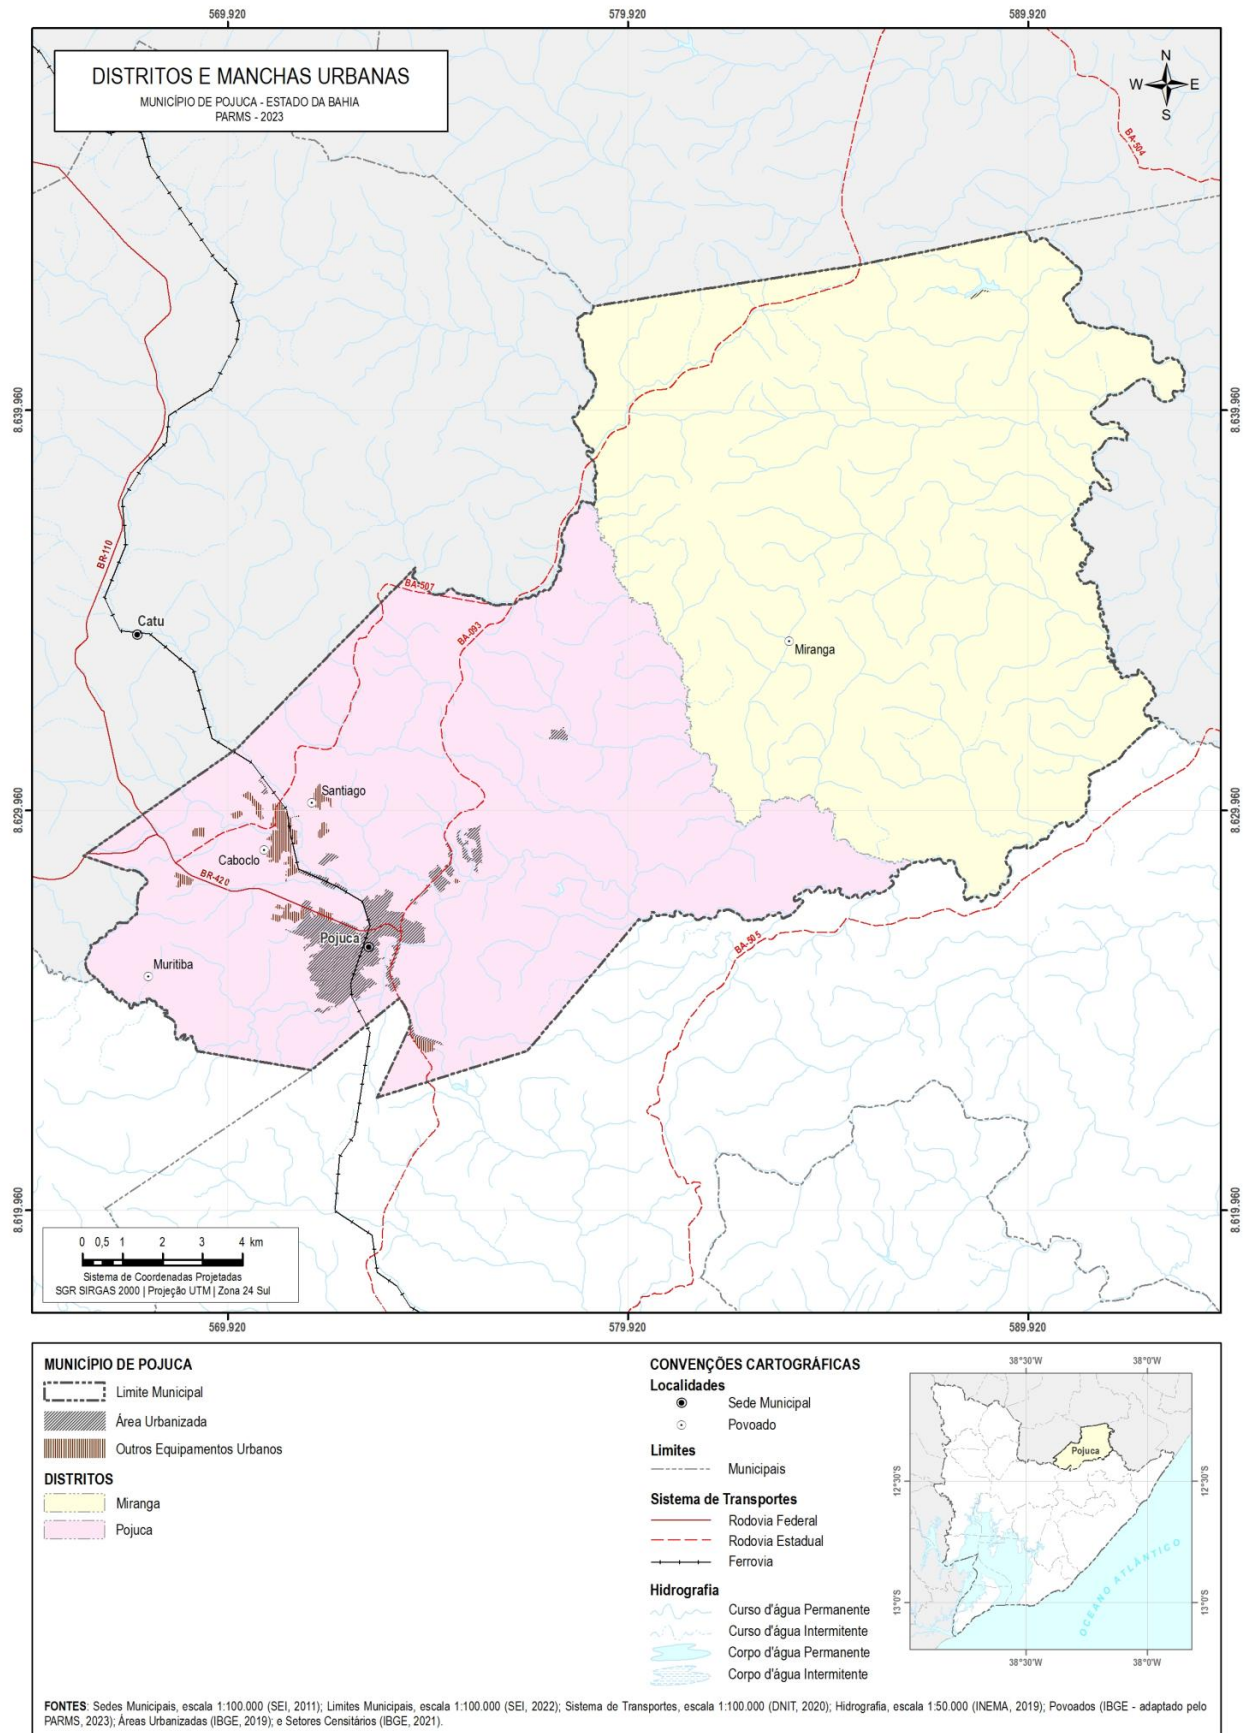 569.920
579.920
589.920
DISTRITOS E MANCHAS URBANAS
MUNICÍPIO DE POJUCA - ESTADO DA BAHIA
PARMS - 2023
N
W
E
S
BA-504
8.639.960
8.639.960
BR-110
BA-507
Catu
BA-093
Miranga
Santiago
8.629.960
8.629.960
Caboclo
BR-420
Pojuca
BA-505
Muritiba
8.619.960
8.619.960
0 0,5 1 2 3 4 km
Sistema de Coordenadas Projetadas
SGR SIRGAS 2000 | Projeção UTM | Zona 24 Sul
569.920
579.920
589.920
MUNICÍPIO DE POJUCA
Limite Municipal
Área Urbanizada
Outros Equipamentos Urbanos
DISTRITOS
Miranga
Pojuca
CONVENÇÕES CARTOGRÁFICAS
Localidades
Sede Municipal
Povoado
Limites
Municipais
Sistema de Transportes
Rodovia Federal
Rodovia Estadual
Ferrovia
Hidrografia
Curso d'água Permanente
Curso d'água Intermitente
Corpo d'água Permanente
Corpo d'água Intermitente
38°30'W
38°0'W
Pojuca
12°30'S
12°30'S
OCEANO ATLÂNTICO
13°0'S
13°0'S
38°30'W
38°0'W
FONTES: Sedes Municipais, escala 1:100.000 (SEI, 2011); Limites Municipais, escala 1:100.000 (SEI, 2022); Sistema de Transportes, escala 1:100.000 (DNIT, 2020); Hidrografia, escala 1:50.000 (INEMA, 2019); Povoados (IBGE - adaptado pelo
PARMS, 2023); Áreas Urbanizadas (IBGE, 2019); e Setores Censitários (IBGE, 2021).